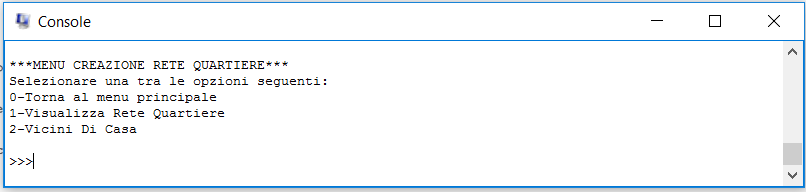 Console
***MENU CREAZIONE RETE QUARTIERE***
Selezionare una tra le opzioni seguenti:
0-Torna al menu principale
1-Visualizza Rete Quartiere
2-Vicini Di Casa
>>>